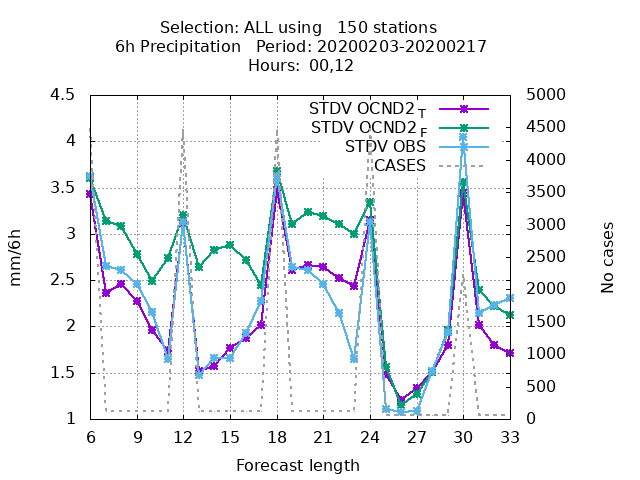 Selection: ALL using   150 stations
6h Precipitation   Period: 20200203-20200217
Hours:  00,12
4.5
4
3.5
3
2.5
2
1.5
1
5000
4500
4000
3500
3000
2500
2000
1500
1000
500
0
STDV OCND2 T
STDV OCND2 F
STDV OBS
CASES
mm/6h
No cases
6 9 12 15 18 21 24 27 30 33
Forecast length